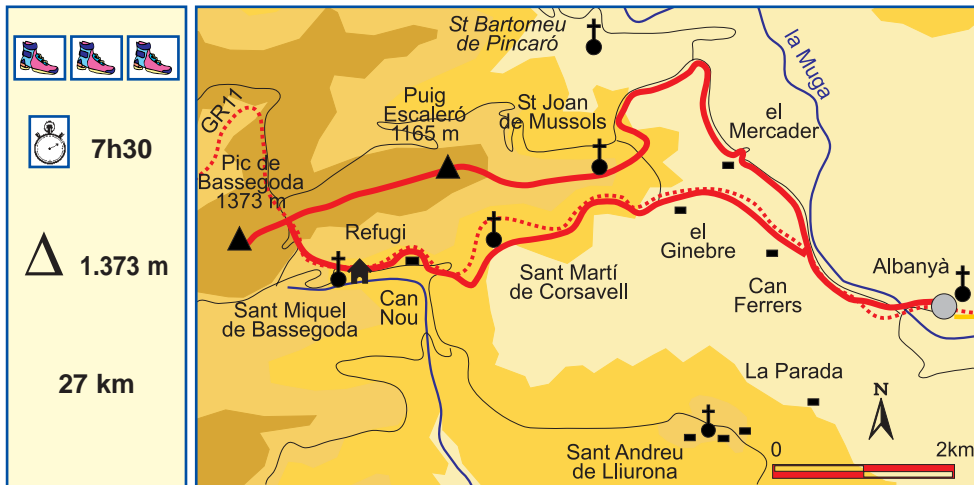 7h30
1.373 m
27 km
St Bartomeu
de Pincaró
la Muga
GR11
Puig
Escaleró
1165 m
St Joan
de Mussols
el
Mercader
Pic de
Bassegoda
1373 m
Refugi
el
Ginebre
Albanyà
Sant Martí
de Corsavell
Can
Ferrers
Sant Miquel
de Bassegoda
Can
Nou
La Parada
N
Sant Andreu
de Lliurona
0
2km